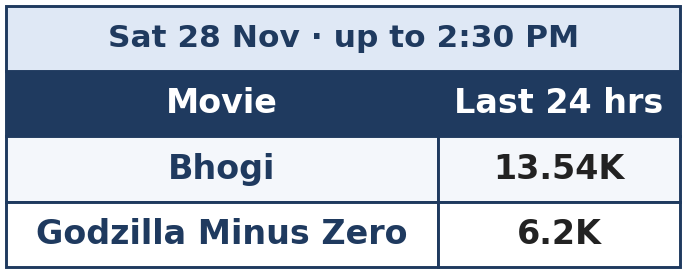 Sat 28 Nov · up to 2:30 PM
Movie Last 24 hrs
Bhogi 13.54K
Godzilla Minus Zero 6.2K